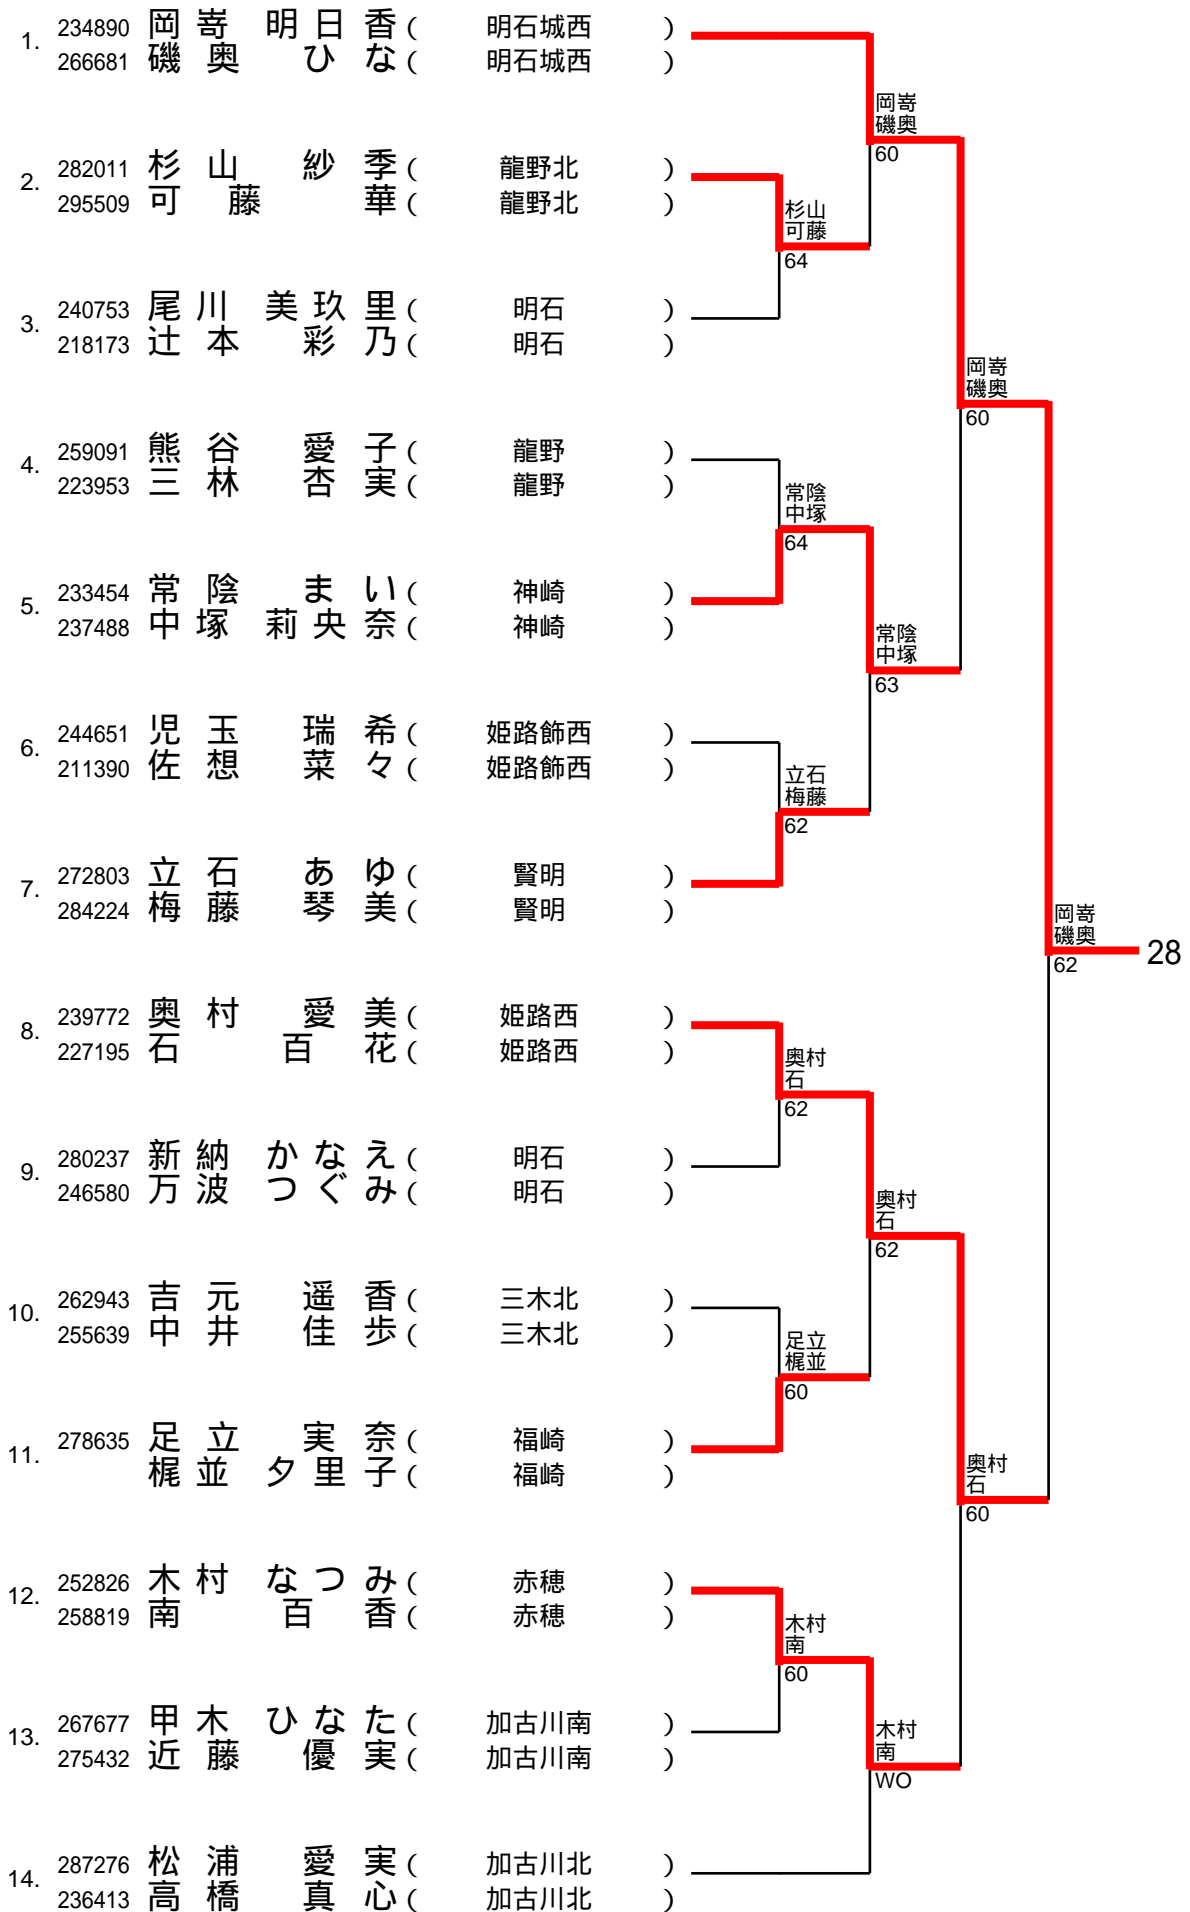 1. 234890 岡嵜 明日香 ( 明石城西 )
266681 磯奥 ひな ( 明石城西 )
岡嵜
磯奥
60
2. 282011 杉山 紗季 ( 龍野北 )
295509 可藤 華 ( 龍野北 )
杉山
可藤
64
3. 240753 尾川 美玖里 ( 明石 )
218173 辻本 彩乃 ( 明石 )
岡嵜
磯奥
60
4. 259091 熊谷 愛子 ( 龍野 )
223953 三林 杏実 ( 龍野 )
常陰
中塚
64
5. 233454 常陰 まい ( 神崎 )
237488 中塚 莉央奈 ( 神崎 )
常陰
中塚
63
6. 244651 児玉 瑞希 ( 姫路飾西 )
211390 佐想 菜々 ( 姫路飾西 )
立石
梅藤
62
7. 272803 立石 あゆ ( 賢明 )
284224 梅藤 琴美 ( 賢明 )
岡嵜
磯奥
62
28
8. 239772 奥村 愛美 ( 姫路西 )
227195 石 百花 ( 姫路西 )
奥村
石
62
9. 280237 新納 かなえ ( 明石 )
246580 万波 つぐみ ( 明石 )
奥村
石
62
10. 262943 吉元 遥香 ( 三木北 )
255639 中井 佳歩 ( 三木北 )
足立
梶並
60
11. 278635 足立 実奈 ( 福崎 )
梶並 夕里子 ( 福崎 )
奥村
石
60
12. 252826 木村 なつみ ( 赤穂 )
258819 南 百香 ( 赤穂 )
木村
南
60
13. 267677 甲木 ひなた ( 加古川南 )
275432 近藤 優実 ( 加古川南 )
木村
南
WO
14. 287276 松浦 愛実 ( 加古川北 )
236413 高橋 真心 ( 加古川北 )